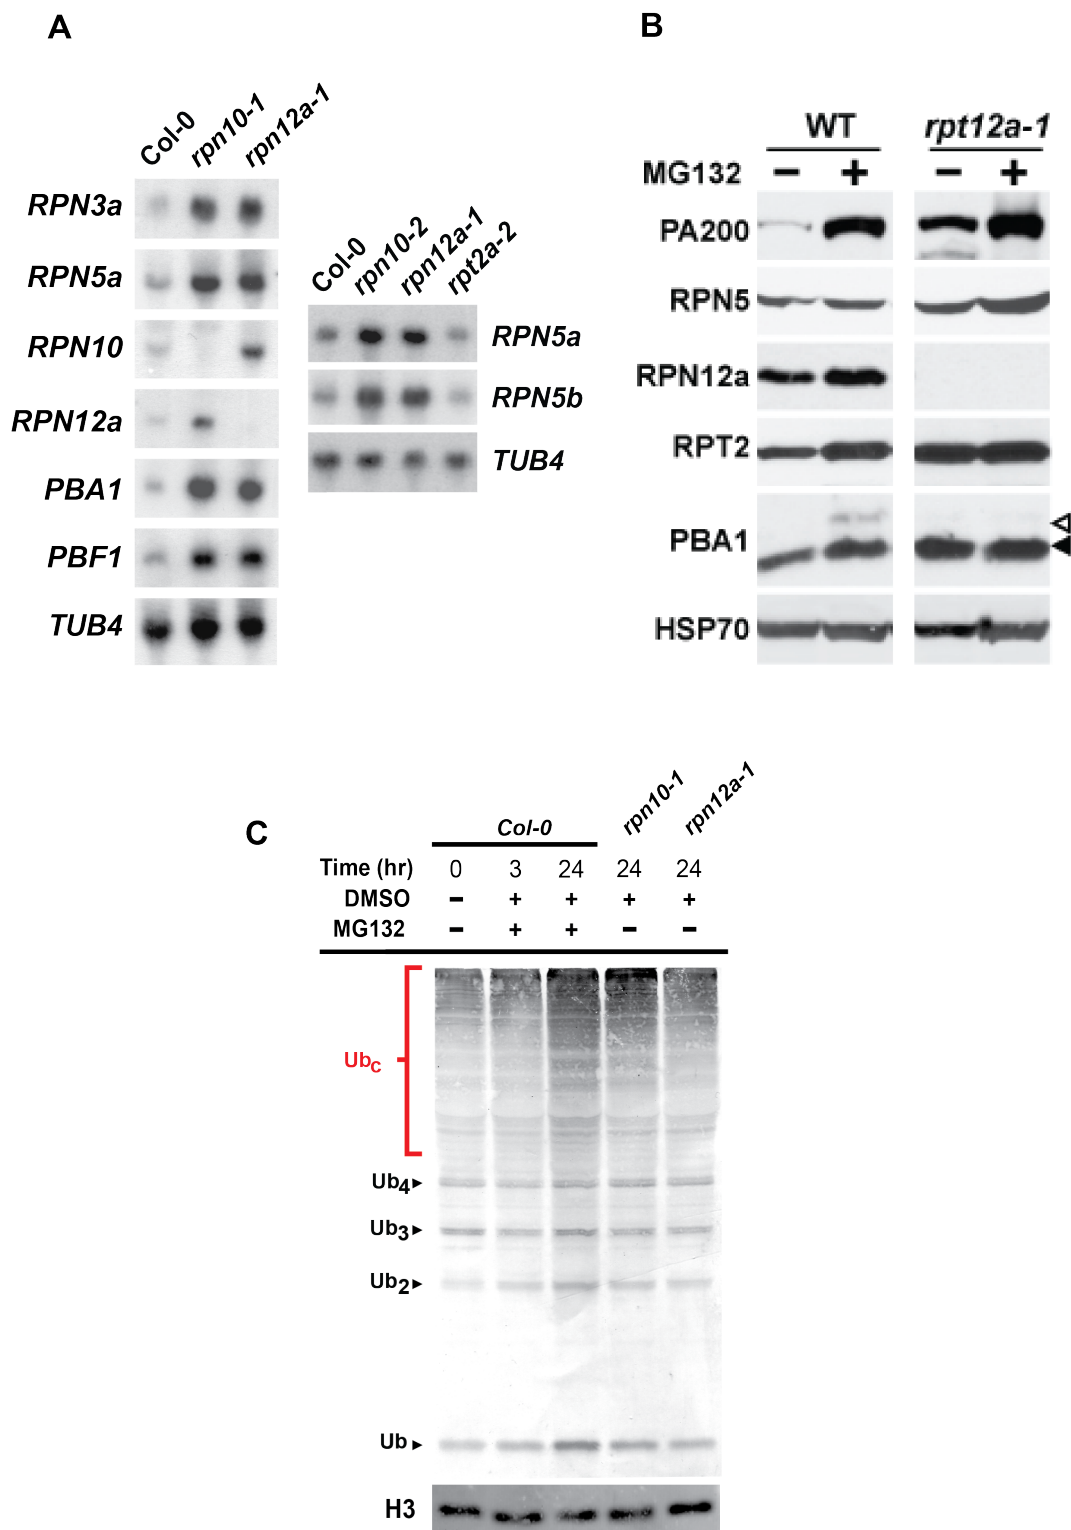 A
Col-0
rpn10-1
rpn12a-1
RPN3a
RPN5a
RPN10
RPN12a
PBA1
PBF1
TUB4
Col-0
rpn10-2
rpn12a-1
rpt2a-2
RPN5a
RPN5b
TUB4
B
WT rpt12a-1
MG132 − + − +
PA200
RPN5
RPN12a
RPT2
PBA1
HSP70
C
Col-0
rpn10-1
rpn12a-1
Time (hr) 0 3 24 24 24
DMSO - + + + +
MG132 - + + - -
Ubc
Ub4
Ub3
Ub2
Ub
H3